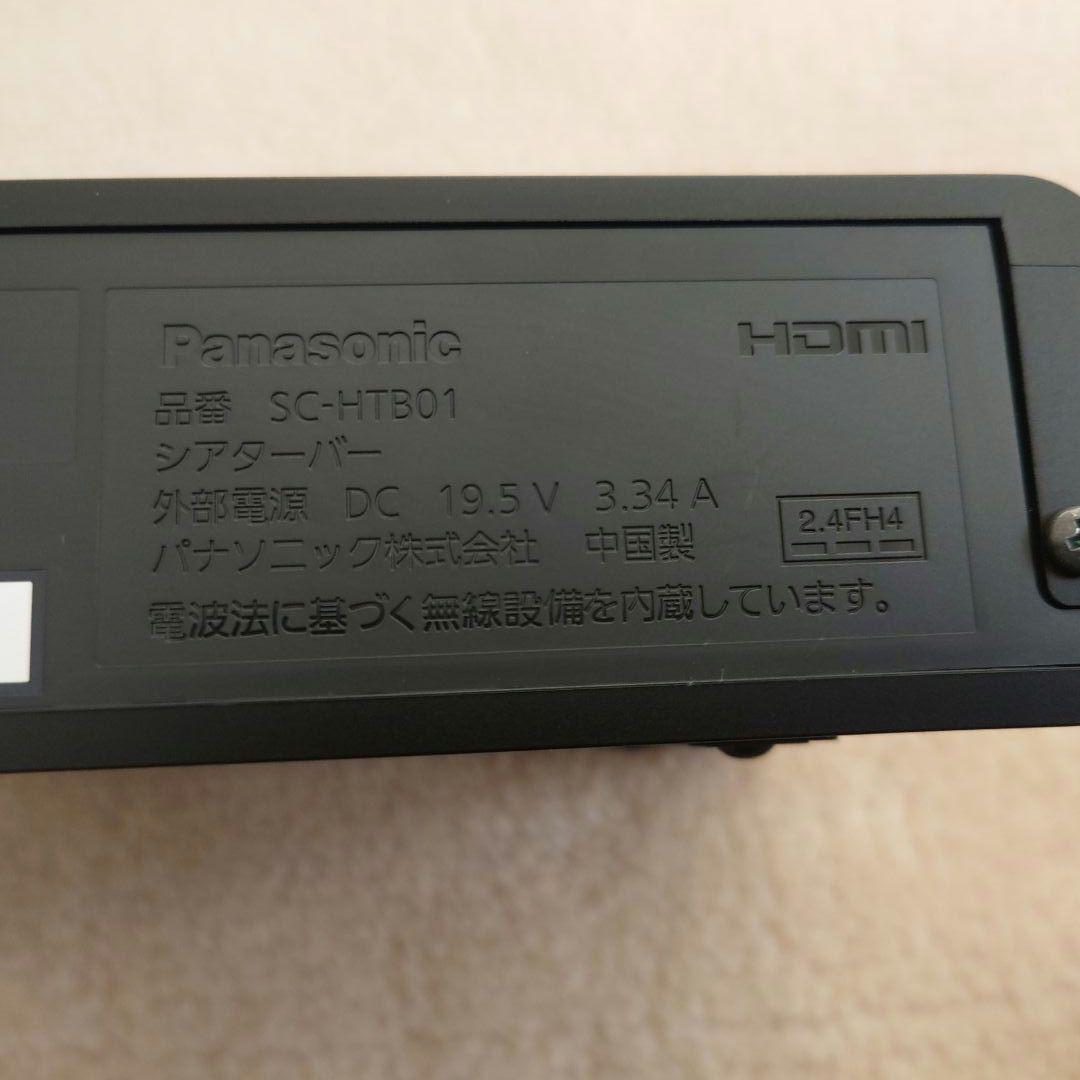 Panasonic
HDMI
品番 SC-HTB01
シアターバー
外部電源 DC 19.5 V 3.34 A
パナソニック株式会社 中国製
2.4FH4
電波法に基づく無線設備を内蔵しています。